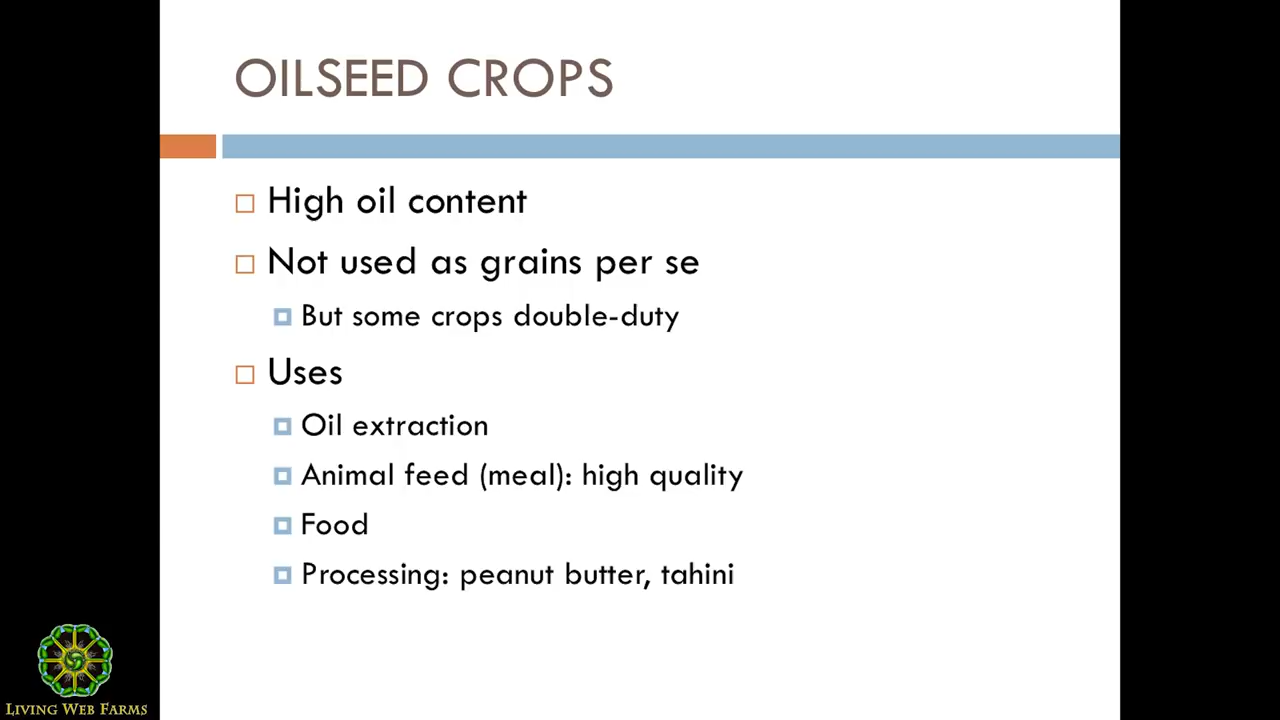 OILSEED CROPS
High oil content
Not used as grains per se
But some crops double-duty
Uses
Oil extraction
Animal feed (meal): high quality
Food
Processing: peanut butter, tahini
LIVING WEB FARMS